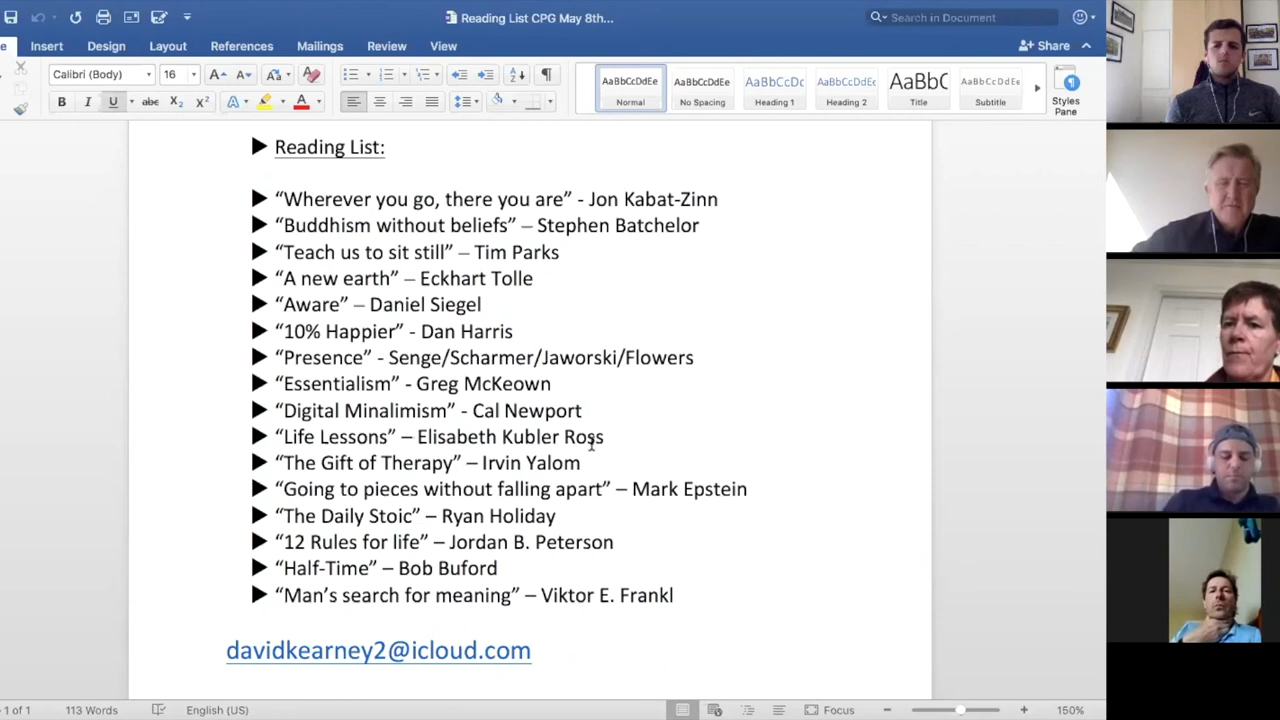 Reading List CPG May 8th...
Search in Document
Insert Design Layout References Mailings Review View
Share
Calibri (Body) 16
AaBbCcDdEe AaBbCcDdEe AaBbCcDc AaBbCcDdEe AaBbC AaBbCcDdEe
Normal No Spacing Heading 1 Heading 2 Title Subtitle
Styles Pane
Reading List:
“Wherever you go, there you are” - Jon Kabat-Zinn
“Buddhism without beliefs” – Stephen Batchelor
“Teach us to sit still” – Tim Parks
“A new earth” – Eckhart Tolle
“Aware” – Daniel Siegel
“10% Happier” - Dan Harris
“Presence” - Senge/Scharmer/Jaworski/Flowers
“Essentialism” - Greg McKeown
“Digital Minalimism” - Cal Newport
“Life Lessons” – Elisabeth Kubler Ross
“The Gift of Therapy” – Irvin Yalom
“Going to pieces without falling apart” – Mark Epstein
“The Daily Stoic” – Ryan Holiday
“12 Rules for life” – Jordan B. Peterson
“Half-Time” – Bob Buford
“Man’s search for meaning” – Viktor E. Frankl
davidkearney2@icloud.com
1 of 1 113 Words English (US) Focus 150%